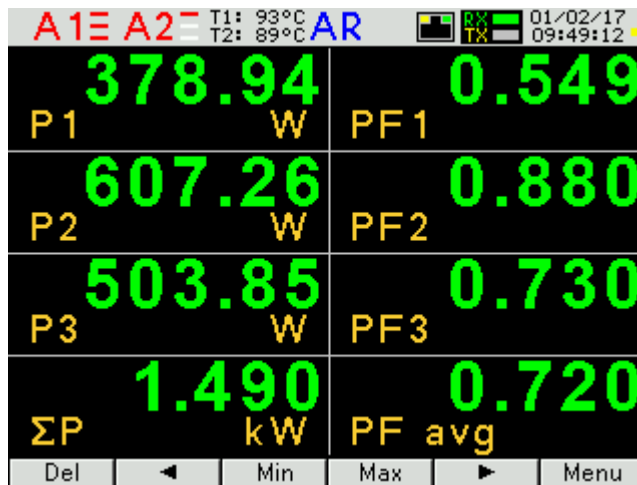 A1 A2 T1: 93°C AR RX 01/02/17
T2: 89°C TX 09:49:12
378.94 0.549
P1 W PF1
607.26 0.880
P2 W PF2
503.85 0.730
P3 W PF3
1.490 0.720
ΣP kW PF avg
Del ◄ Min Max ► Menu